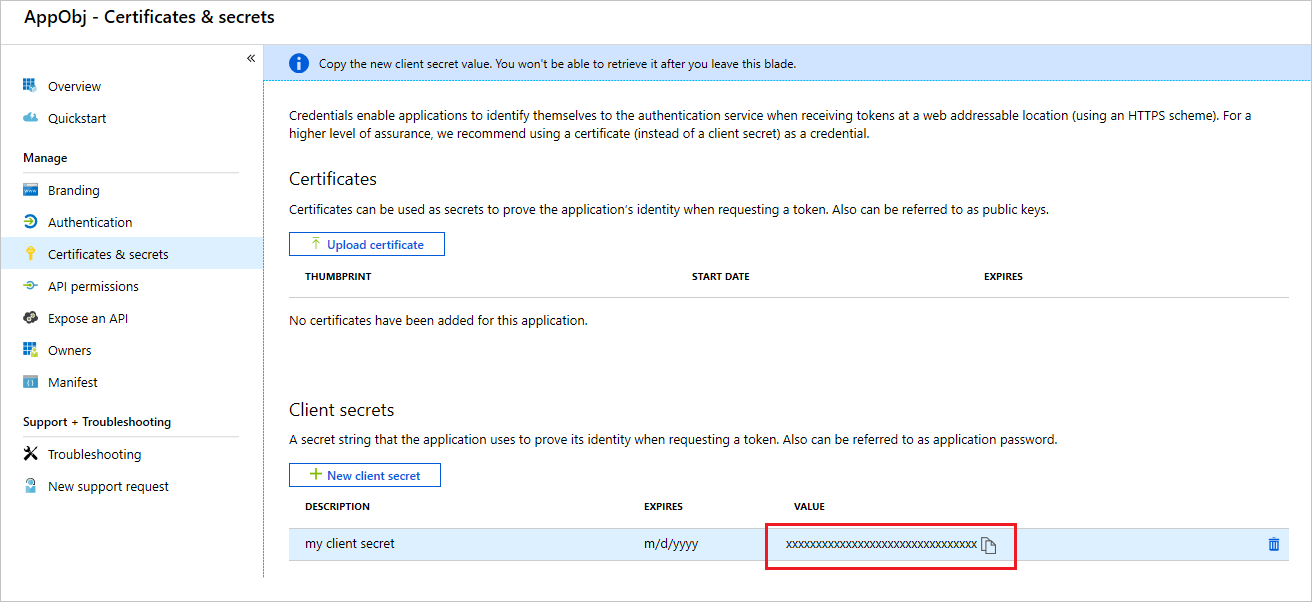 AppObj - Certificates & secrets
«
Overview
Quickstart
Manage
Branding
Authentication
Certificates & secrets
API permissions
Expose an API
Owners
Manifest
Support + Troubleshooting
Troubleshooting
New support request
Copy the new client secret value. You won't be able to retrieve it after you leave this blade.
Credentials enable applications to identify themselves to the authentication service when receiving tokens at a web addressable location (using an HTTPS scheme). For a
higher level of assurance, we recommend using a certificate (instead of a client secret) as a credential.
Certificates
Certificates can be used as secrets to prove the application's identity when requesting a token. Also can be referred to as public keys.
Upload certificate
THUMBPRINT START DATE EXPIRES
No certificates have been added for this application.
Client secrets
A secret string that the application uses to prove its identity when requesting a token. Also can be referred to as application password.
New client secret
DESCRIPTION EXPIRES VALUE
my client secret m/d/yyyy xxxxxxxxxxxxxxxxxxxxxxxxxxxxxxxx